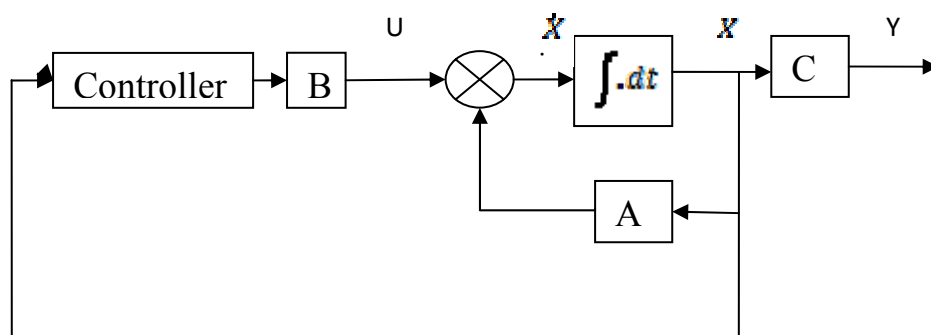 U Ẋ X Y
Controller B ∫.dt C
A